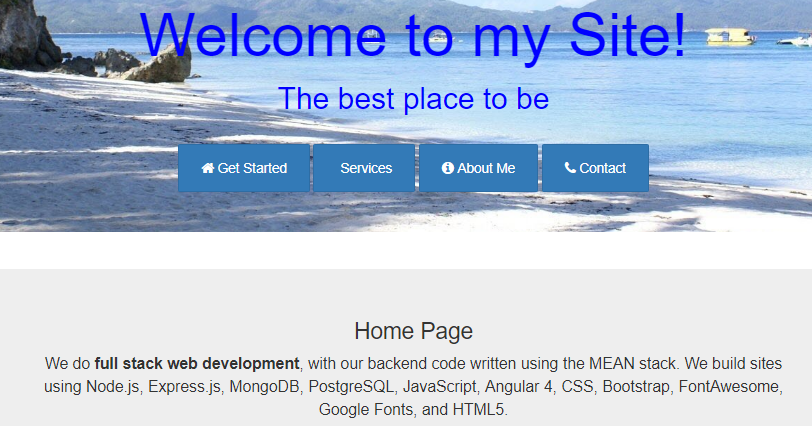 Welcome to my Site!
The best place to be
Get Started Services About Me Contact
Home Page
We do full stack web development, with our backend code written using the MEAN stack. We build sites
using Node.js, Express.js, MongoDB, PostgreSQL, JavaScript, Angular 4, CSS, Bootstrap, FontAwesome,
Google Fonts, and HTML5.